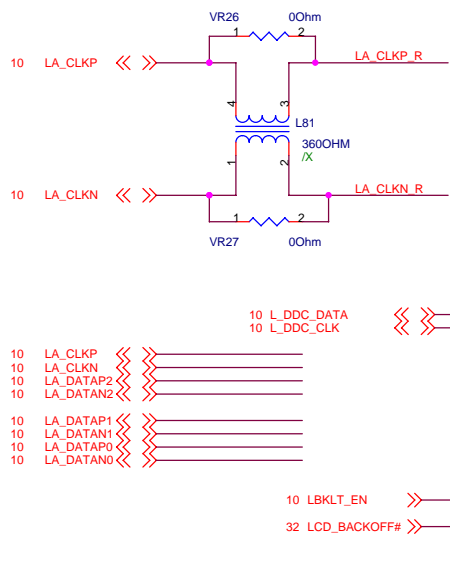 VR26 0Ohm
1 2
10 LA_CLKP LA_CLKP_R
4 3
L81
360OHM
/X
1 2
10 LA_CLKN LA_CLKN_R
1 2
VR27 0Ohm
10 L_DDC_DATA
10 L_DDC_CLK
10 LA_CLKP
10 LA_CLKN
10 LA_DATAP2
10 LA_DATAN2
10 LA_DATAP1
10 LA_DATAN1
10 LA_DATAP0
10 LA_DATAN0
10 LBKLT_EN
32 LCD_BACKOFF#